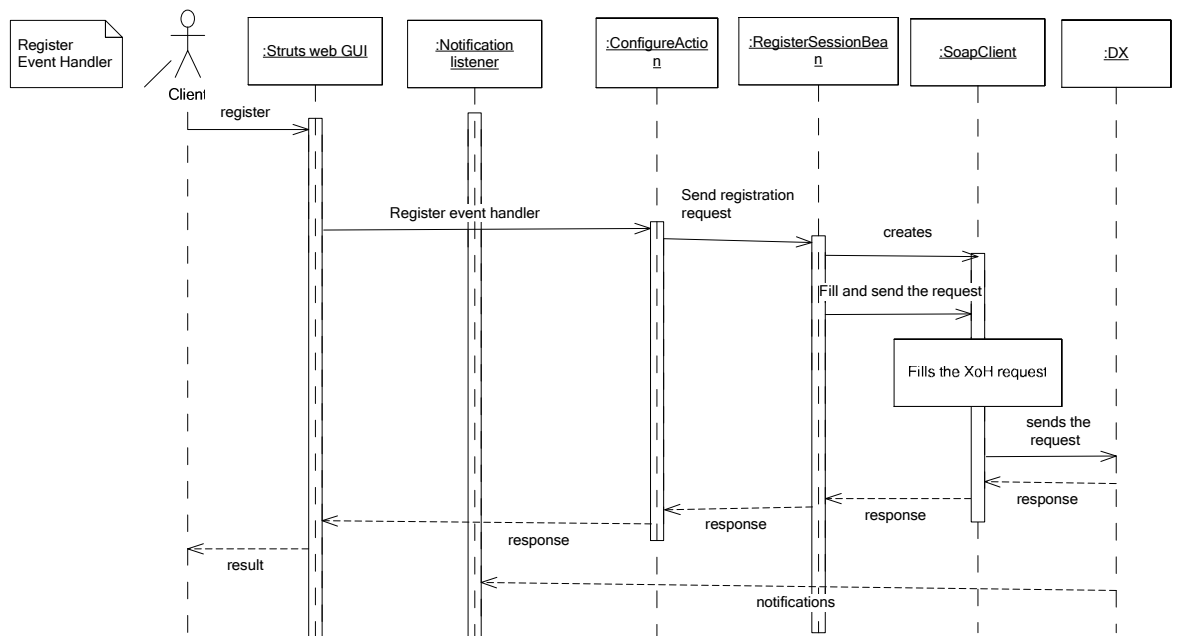 Register
Event Handler
Client
:Struts web GUI
:Notification
listener
:ConfigureActio
n
:RegisterSessionBea
n
:SoapClient
:DX
register
Register event handler
Send registration
request
creates
Fill and send the request
Fills the XoH request
sends the
request
response
response
response
response
result
notifications